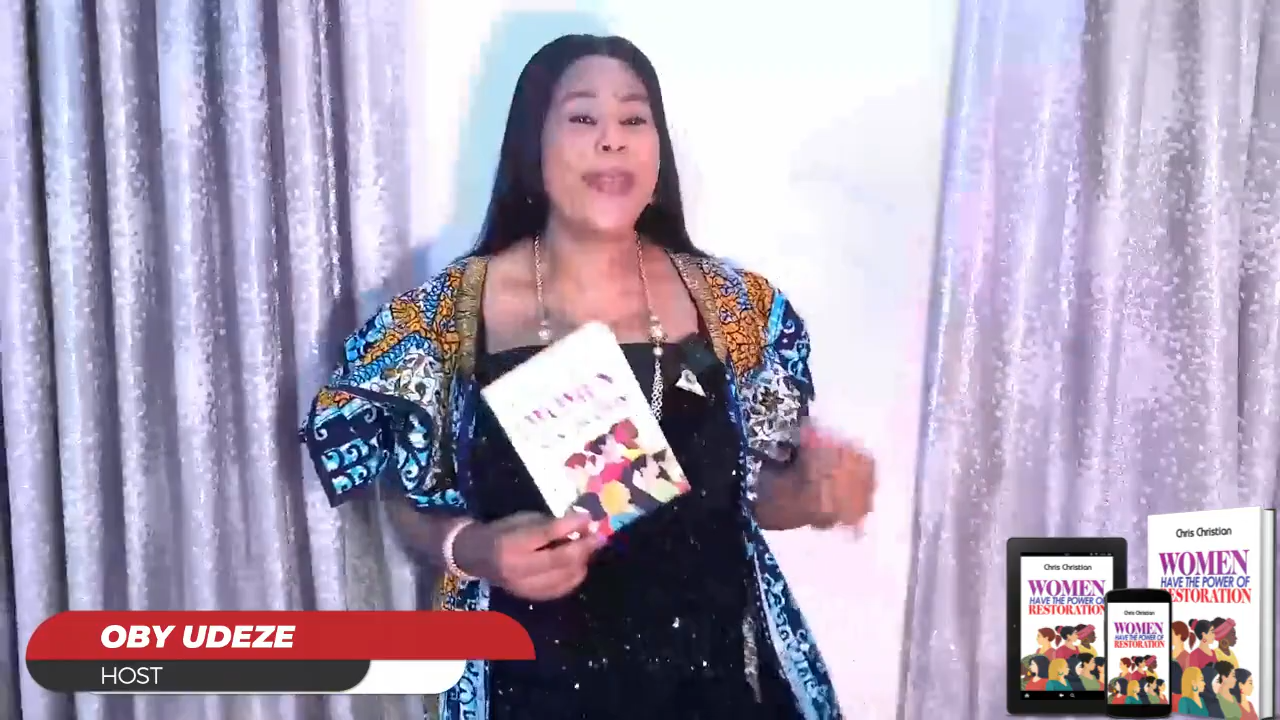 WOMEN
OBY UDEZE
HOST
Chris Christian
WOMEN
HAVE THE POWER OF
RESTORATION
Chris Christian
WOMEN
HAVE THE POWER OF
RESTORATION
Chris Christian
WOMEN
HAVE THE POWER OF
RESTORATION